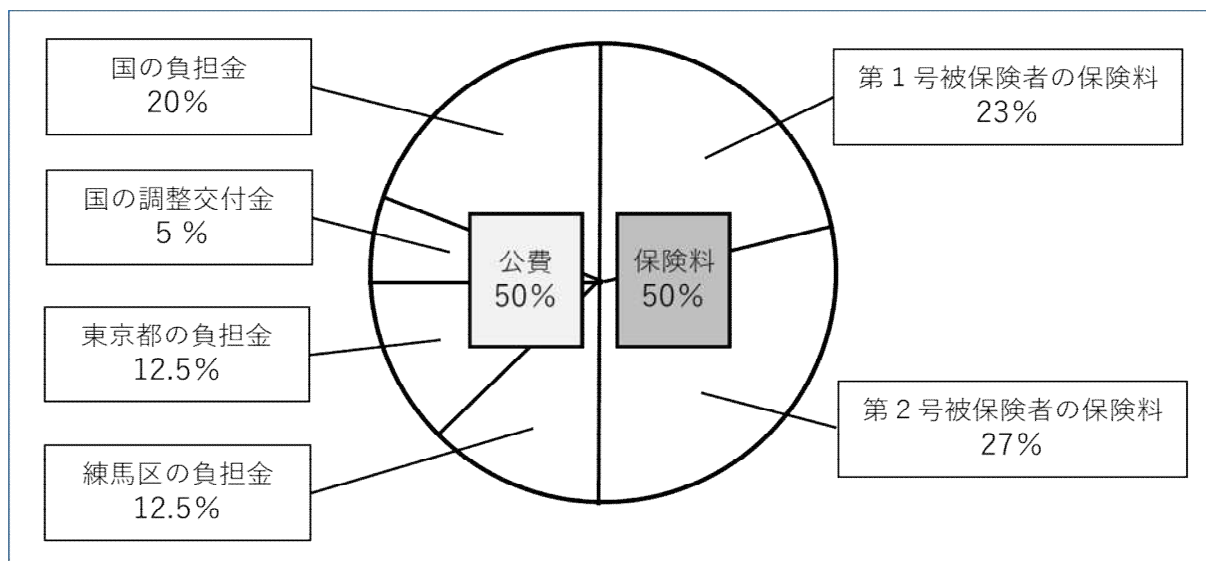 国の負担金
20%
国の調整交付金
5 %
東京都の負担金
12.5%
練馬区の負担金
12.5%
公費
50%
保険料
50%
第1号被保険者の保険料
23%
第2号被保険者の保険料
27%